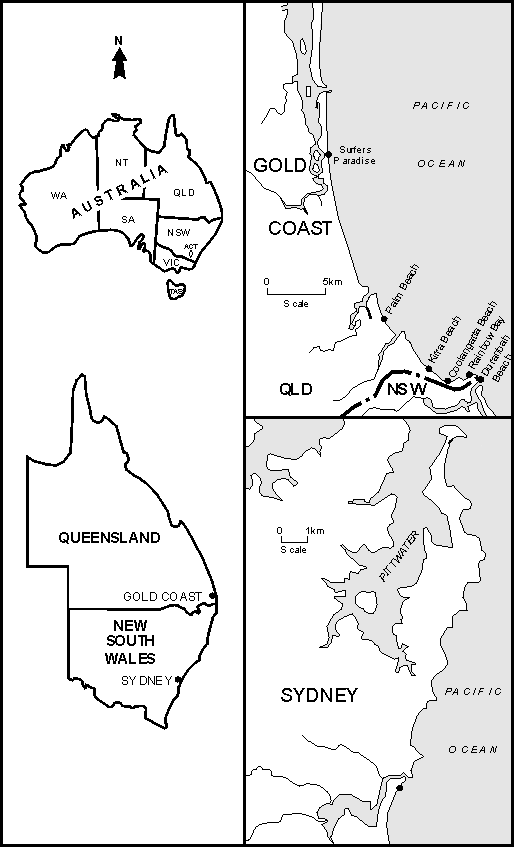 N
WA
NT
QLD
SA
NSW
ACT
VIC
TAS
AUSTRALIA
QUEENSLAND
GOLD COAST
NEW
SOUTH
WALES
SYDNEY
PACIFIC
OCEAN
Surfers
Paradise
GOLD
COAST
0 5km
Scale
Palm Beach
Kirra Beach
Coolangatta Beach
Rainbow Bay
Duranbah
Beach
QLD
NSW
0 1km
Scale
PITTWATER
SYDNEY
PACIFIC
OCEAN